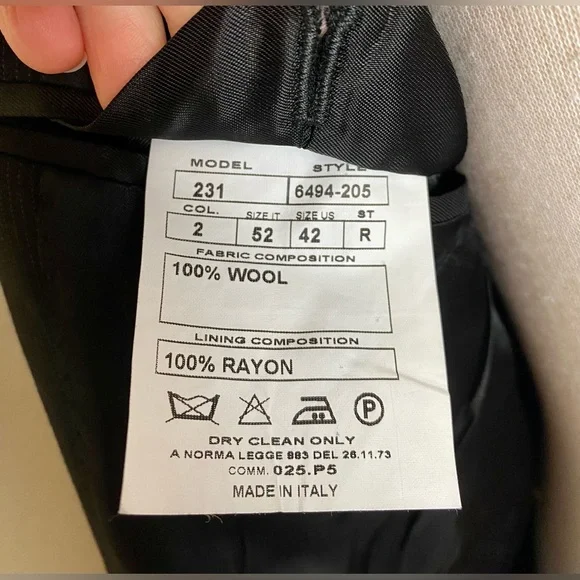 MODEL STYLE
231 6494-205
COL. SIZE IT SIZE US ST
2 52 42 R
FABRIC COMPOSITION
100% WOOL
LINING COMPOSITION
100% RAYON
P
DRY CLEAN ONLY
A NORMA LEGGE 883 DEL 26.11.73
COMM. 025.P5
MADE IN ITALY